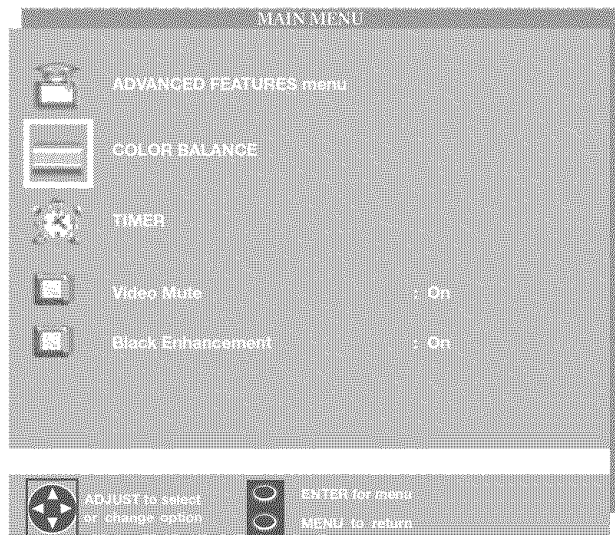 MAIN MENU
ADVANCED FEATURES menu
COLOR BALANCE
TIMER
Video Mute : On
Black Enhancement : On
ADJUST to select
or change option
ENTER for menu
MENU to return